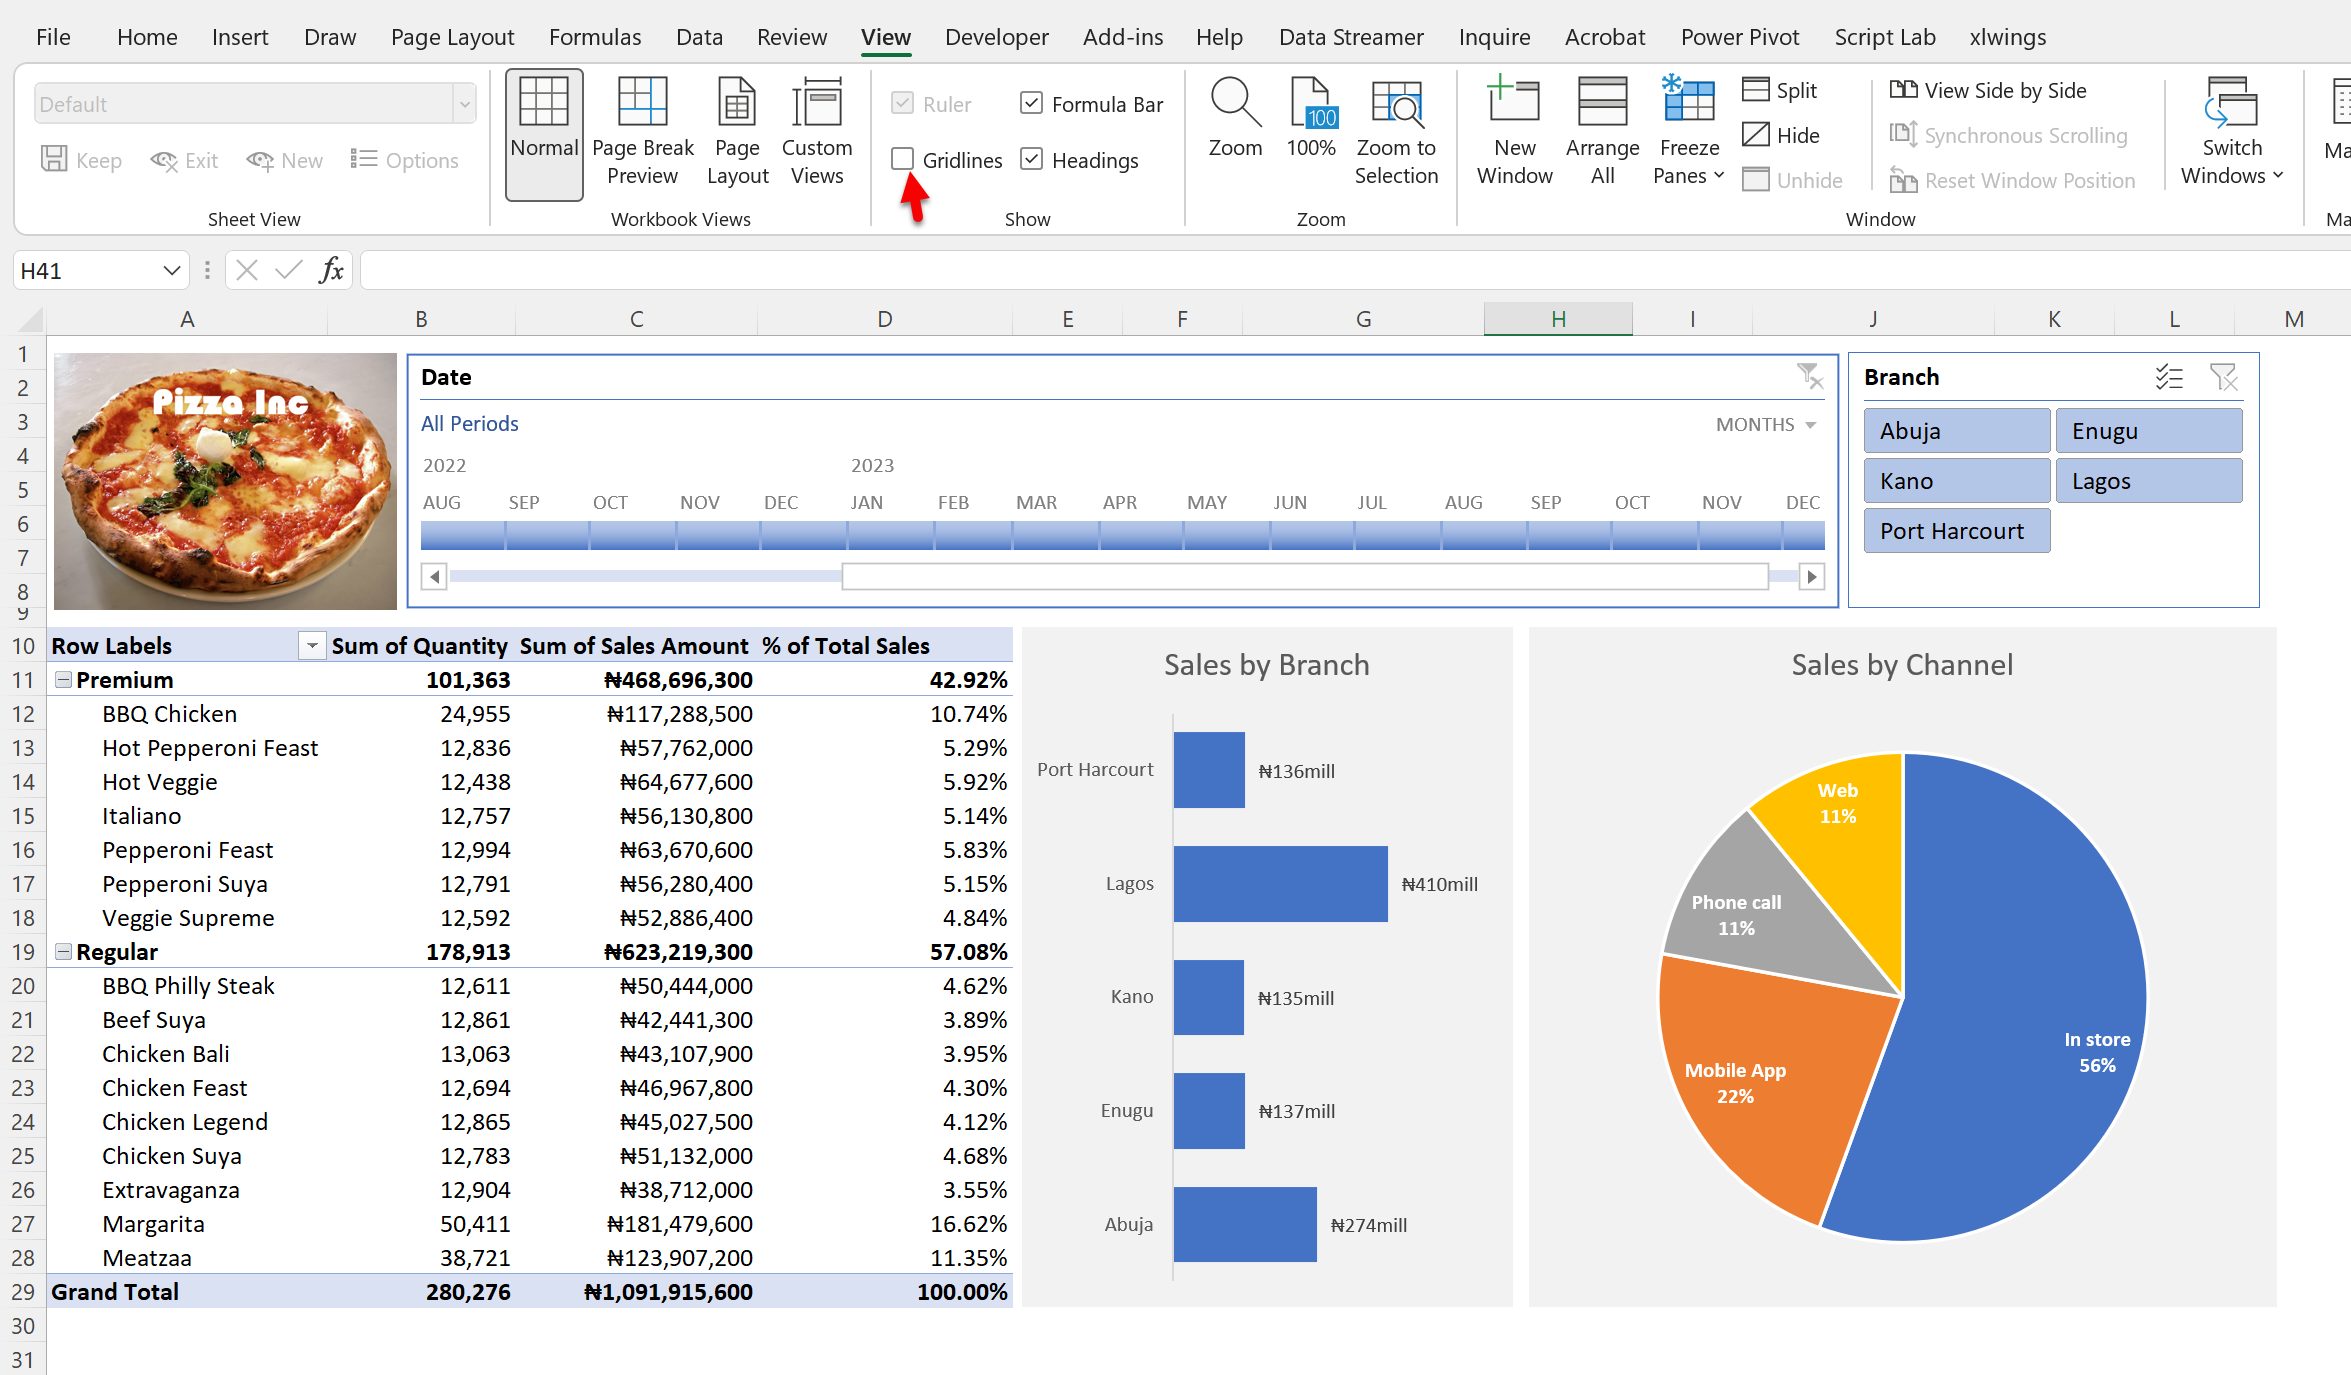 File Home Insert Draw Page Layout Formulas Data Review View Developer Add-ins Help Data Streamer Inquire Acrobat Power Pivot Script Lab xlwings
Default
Keep Exit New Options
Sheet View
Normal
Page Break Preview
Page Layout
Custom Views
Workbook Views
Ruler Formula Bar
Gridlines Headings
Show
Zoom
100
100%
Zoom to Selection
Zoom
New Window
Arrange All
Freeze Panes
Split
Hide
Unhide
View Side by Side
Synchronous Scrolling
Reset Window Position
Window
Switch Windows
Ma
Ma
H41
fx
A B C D E F G H I J K L M
1
2
3
4
5
6
7
8
9
Pizza Inc
Date
All Periods
MONTHS
2022 2023
AUG SEP OCT NOV DEC JAN FEB MAR APR MAY JUN JUL AUG SEP OCT NOV DEC
Branch
Abuja Enugu
Kano Lagos
Port Harcourt
10 Row Labels Sum of Quantity Sum of Sales Amount % of Total Sales
11 Premium 101,363 ₦468,696,300 42.92%
12 BBQ Chicken 24,955 ₦117,288,500 10.74%
13 Hot Pepperoni Feast 12,836 ₦57,762,000 5.29%
14 Hot Veggie 12,438 ₦64,677,600 5.92%
15 Italiano 12,757 ₦56,130,800 5.14%
16 Pepperoni Feast 12,994 ₦63,670,600 5.83%
17 Pepperoni Suya 12,791 ₦56,280,400 5.15%
18 Veggie Supreme 12,592 ₦52,886,400 4.84%
19 Regular 178,913 ₦623,219,300 57.08%
20 BBQ Philly Steak 12,611 ₦50,444,000 4.62%
21 Beef Suya 12,861 ₦42,441,300 3.89%
22 Chicken Bali 13,063 ₦43,107,900 3.95%
23 Chicken Feast 12,694 ₦46,967,800 4.30%
24 Chicken Legend 12,865 ₦45,027,500 4.12%
25 Chicken Suya 12,783 ₦51,132,000 4.68%
26 Extravaganza 12,904 ₦38,712,000 3.55%
27 Margarita 50,411 ₦181,479,600 16.62%
28 Meatzaa 38,721 ₦123,907,200 11.35%
29 Grand Total 280,276 ₦1,091,915,600 100.00%
30
31
Sales by Branch
Port Harcourt ₦136mill
Lagos ₦410mill
Kano ₦135mill
Enugu ₦137mill
Abuja ₦274mill
Sales by Channel
Web
11%
Phone call
11%
In store
56%
Mobile App
22%